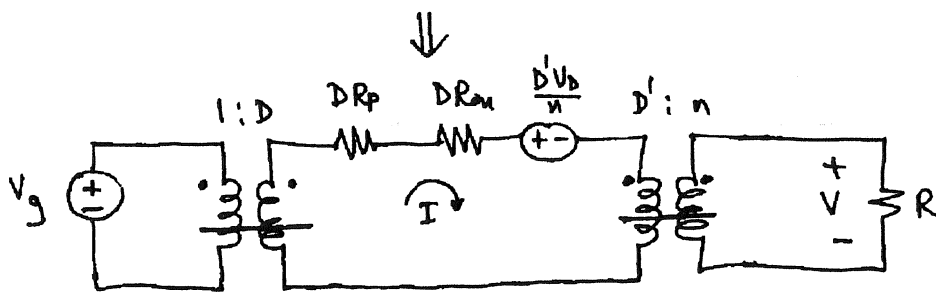 ⇓
1 : D DRp DRon D'VD/n D' : n
+ -
Vg + - I + V - R